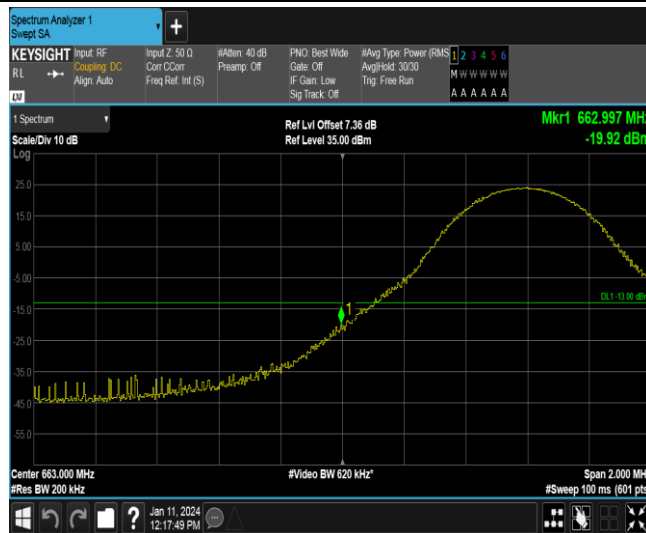 Spectrum Analyzer 1
Swept SA
+
KEYSIGHT
RL
Input: RF
Coupling: DC
Align: Auto
Input Z: 50 Ω
Corr CCorr
Freq Ref: Int (S)
#Atten: 40 dB
Preamp: Off
PNO: Best Wide
Gate: Off
IF Gain: Low
Sig Track: Off
#Avg Type: Power (RMS
Avg|Hold: 30/30
Trig: Free Run
1 2 3 4 5 6
M W W W W W
A A A A A A
1 Spectrum
Scale/Div 10 dB
Log
Ref Lvl Offset 7.36 dB
Ref Level 35.00 dBm
Mkr1 662.997 MHz
-19.92 dBm
25.0
15.0
5.00
-5.00
-15.0
-25.0
-35.0
-45.0
-55.0
1
DL1 -13.00 dBm
Center 663.000 MHz
#Res BW 200 kHz
#Video BW 620 kHz*
Span 2.000 MH
#Sweep 100 ms (601 pts
?
Jan 11, 2024
12:17:49 PM